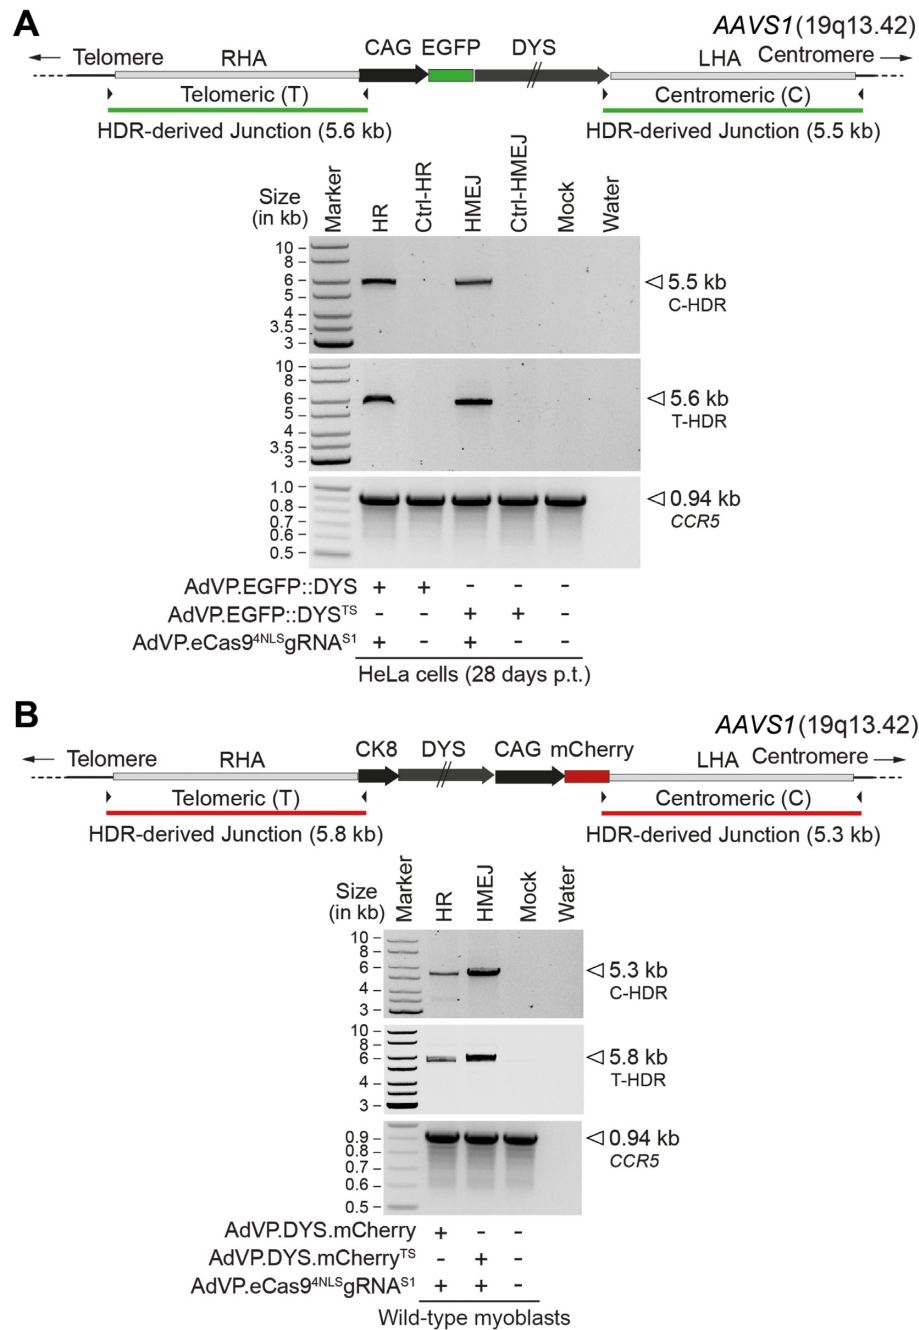 A
AAVS1(19q13.42)
Telomere RHA CAG EGFP DYS LHA Centromere
Telomeric (T) Centromeric (C)
HDR-derived Junction (5.6 kb) HDR-derived Junction (5.5 kb)
Size (in kb) Marker HR Ctrl-HR HMEJ Ctrl-HMEJ Mock Water
10
8
6
5
4
3.5
3
5.5 kb
C-HDR
10
8
6
5
4
3.5
3
5.6 kb
T-HDR
1.0
0.8
0.7
0.6
0.5
0.94 kb
CCR5
AdVP.EGFP::DYS + + - - -
AdVP.EGFP::DYSTS - - + + -
AdVP.eCas94NLSgRNAS1 + - + - -
HeLa cells (28 days p.t.)
B
AAVS1(19q13.42)
Telomere RHA CK8 DYS CAG mCherry LHA Centromere
Telomeric (T) Centromeric (C)
HDR-derived Junction (5.8 kb) HDR-derived Junction (5.3 kb)
Size (in kb) Marker HR HMEJ Mock Water
10
8
6
4
3
5.3 kb
C-HDR
10
8
6
4
3
5.8 kb
T-HDR
0.9
0.8
0.7
0.6
0.5
0.94 kb
CCR5
AdVP.DYS.mCherry + - -
AdVP.DYS.mCherryTS - + -
AdVP.eCas94NLSgRNAS1 + + -
Wild-type myoblasts